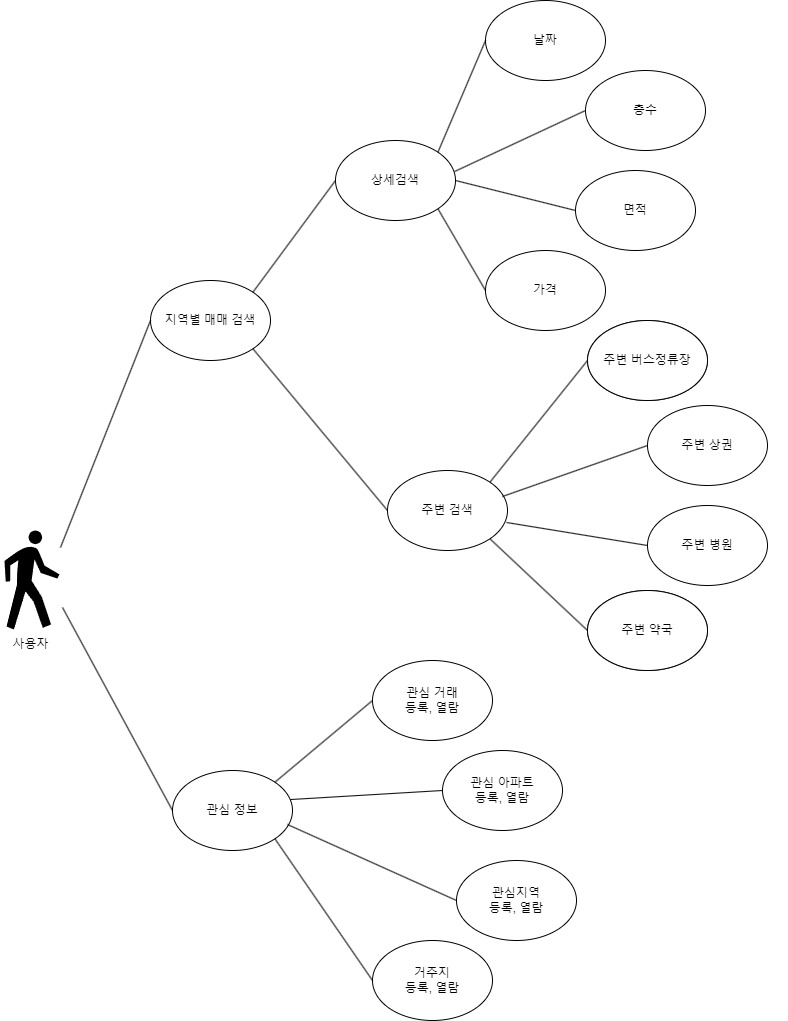 날짜
층수
상세검색
면적
가격
지역별 매매 검색
주변 버스정류장
주변 상권
주변 검색
주변 병원
주변 약국
사용자
관심 거래
등록, 열람
관심 아파트
등록, 열람
관심 정보
관심지역
등록, 열람
거주지
등록, 열람